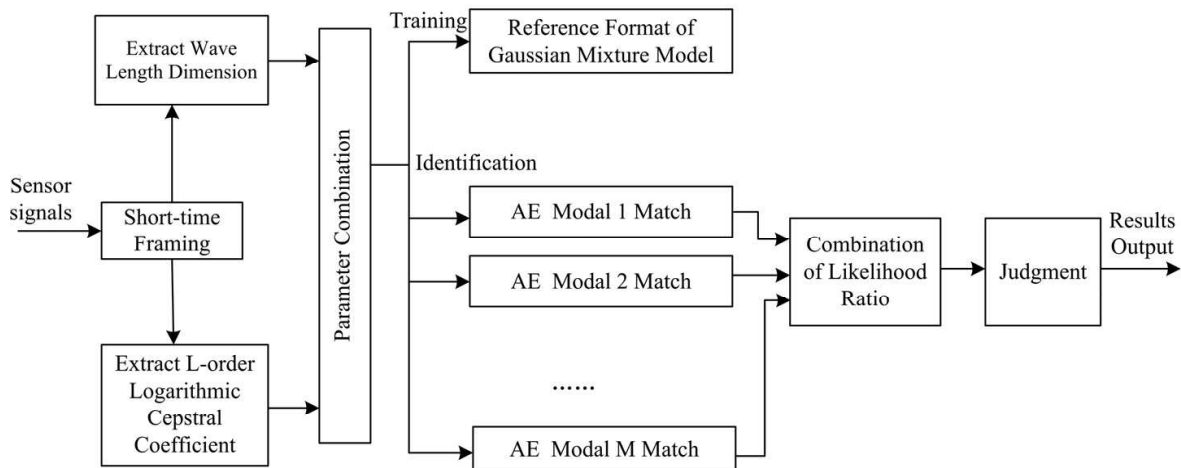 Sensor
signals
Short-time
Framing
Extract Wave
Length Dimension
Extract L-order
Logarithmic
Cepstral
Coefficient
Parameter Combination
Training
Reference Format of
Gaussian Mixture Model
Identification
AE Modal 1 Match
AE Modal 2 Match
......
AE Modal M Match
Combination
of Likelihood
Ratio
Judgment
Results
Output